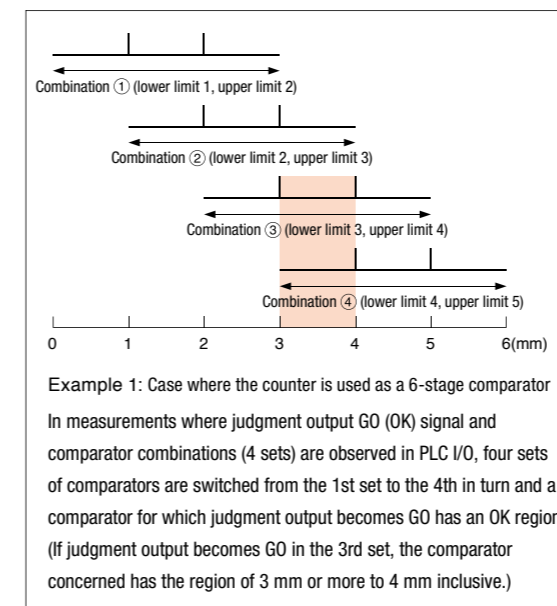 Combination ① (lower limit 1, upper limit 2)
Combination ② (lower limit 2, upper limit 3)
Combination ③ (lower limit 3, upper limit 4)
Combination ④ (lower limit 4, upper limit 5)
0 1 2 3 4 5 6(mm)
Example 1: Case where the counter is used as a 6-stage comparator
In measurements where judgment output GO (OK) signal and
comparator combinations (4 sets) are observed in PLC I/O, four sets
of comparators are switched from the 1st set to the 4th in turn and a
comparator for which judgment output becomes GO has an OK region
(If judgment output becomes GO in the 3rd set, the comparator
concerned has the region of 3 mm or more to 4 mm inclusive.)